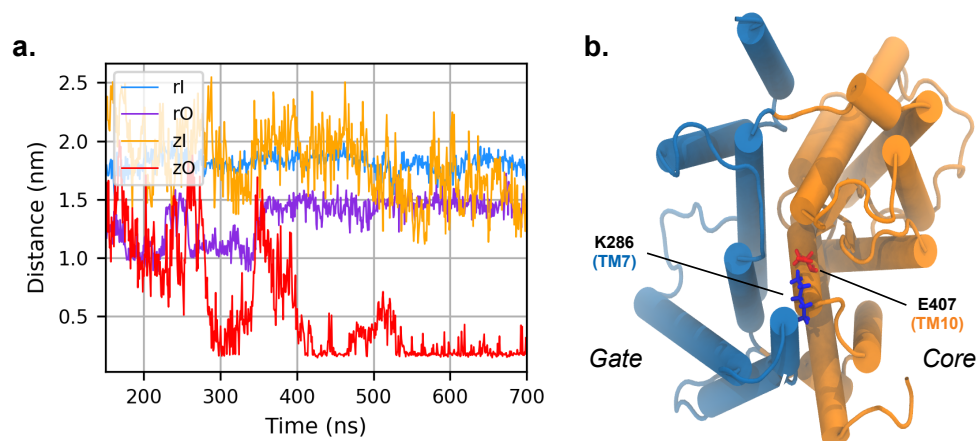 a.
Distance (nm)
2.5
2.0
1.5
1.0
0.5
rI
rO
zI
zO
200
300
400
500
600
700
Time (ns)
b.
K286
(TM7)
E407
(TM10)
Gate
Core